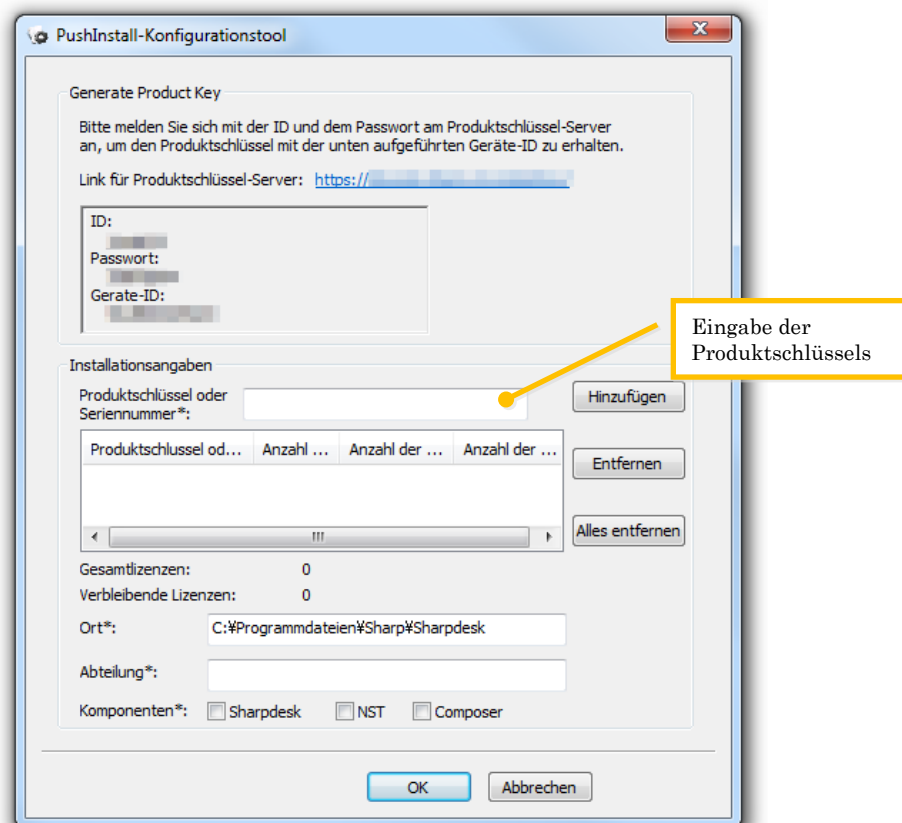 PushInstall-Konfigurationstool
Generate Product Key
Bitte melden Sie sich mit der ID und dem Passwort am Produktschlüssel-Server
an, um den Produktschlüssel mit der unten aufgeführten Geräte-ID zu erhalten.
Link für Produktschlüssel-Server: https://
ID:
Passwort:
Gerate-ID:
Eingabe der
Produktschlüssels
Installationsangaben
Produktschlüssel oder
Seriennummer*:
Hinzufügen
Produktschlussel od... Anzahl ... Anzahl der ... Anzahl der ...
Entfernen
Alles entfernen
Gesamtlizenzen: 0
Verbleibende Lizenzen: 0
Ort*: C:¥Programmdateien¥Sharp¥Sharpdesk
Abteilung*:
Komponenten*: Sharpdesk NST Composer
OK Abbrechen